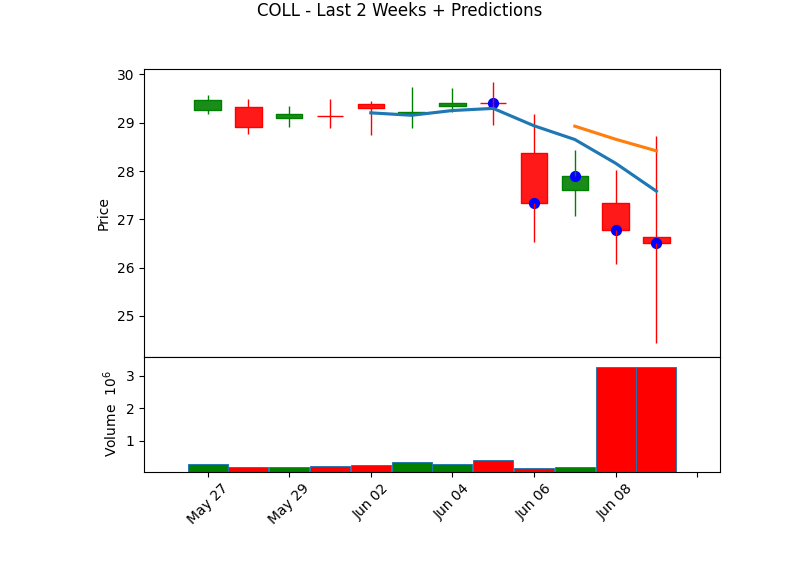 COLL - Last 2 Weeks + Predictions
30
29
28
27
26
25
Price
3
2
1
Volume 10^6
May 27
May 29
Jun 02
Jun 04
Jun 06
Jun 08